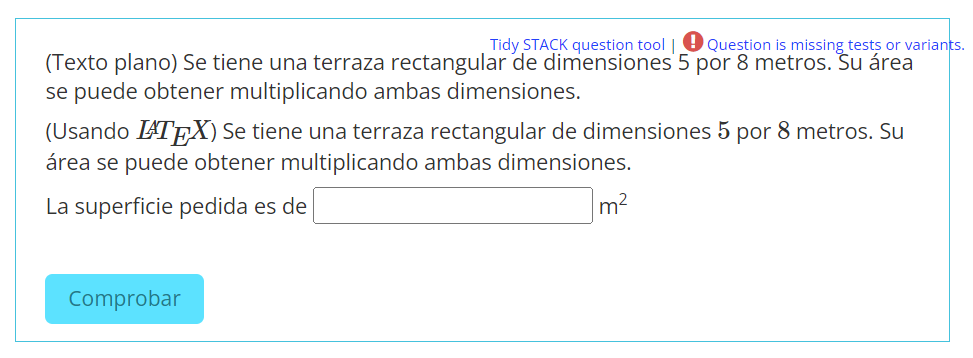 Tidy STACK question tool | Question is missing tests or variants.
(Texto plano) Se tiene una terraza rectangular de dimensiones 5 por 8 metros. Su área
se puede obtener multiplicando ambas dimensiones.
(Usando LATEX) Se tiene una terraza rectangular de dimensiones 5 por 8 metros. Su
área se puede obtener multiplicando ambas dimensiones.
La superficie pedida es de m²
Comprobar